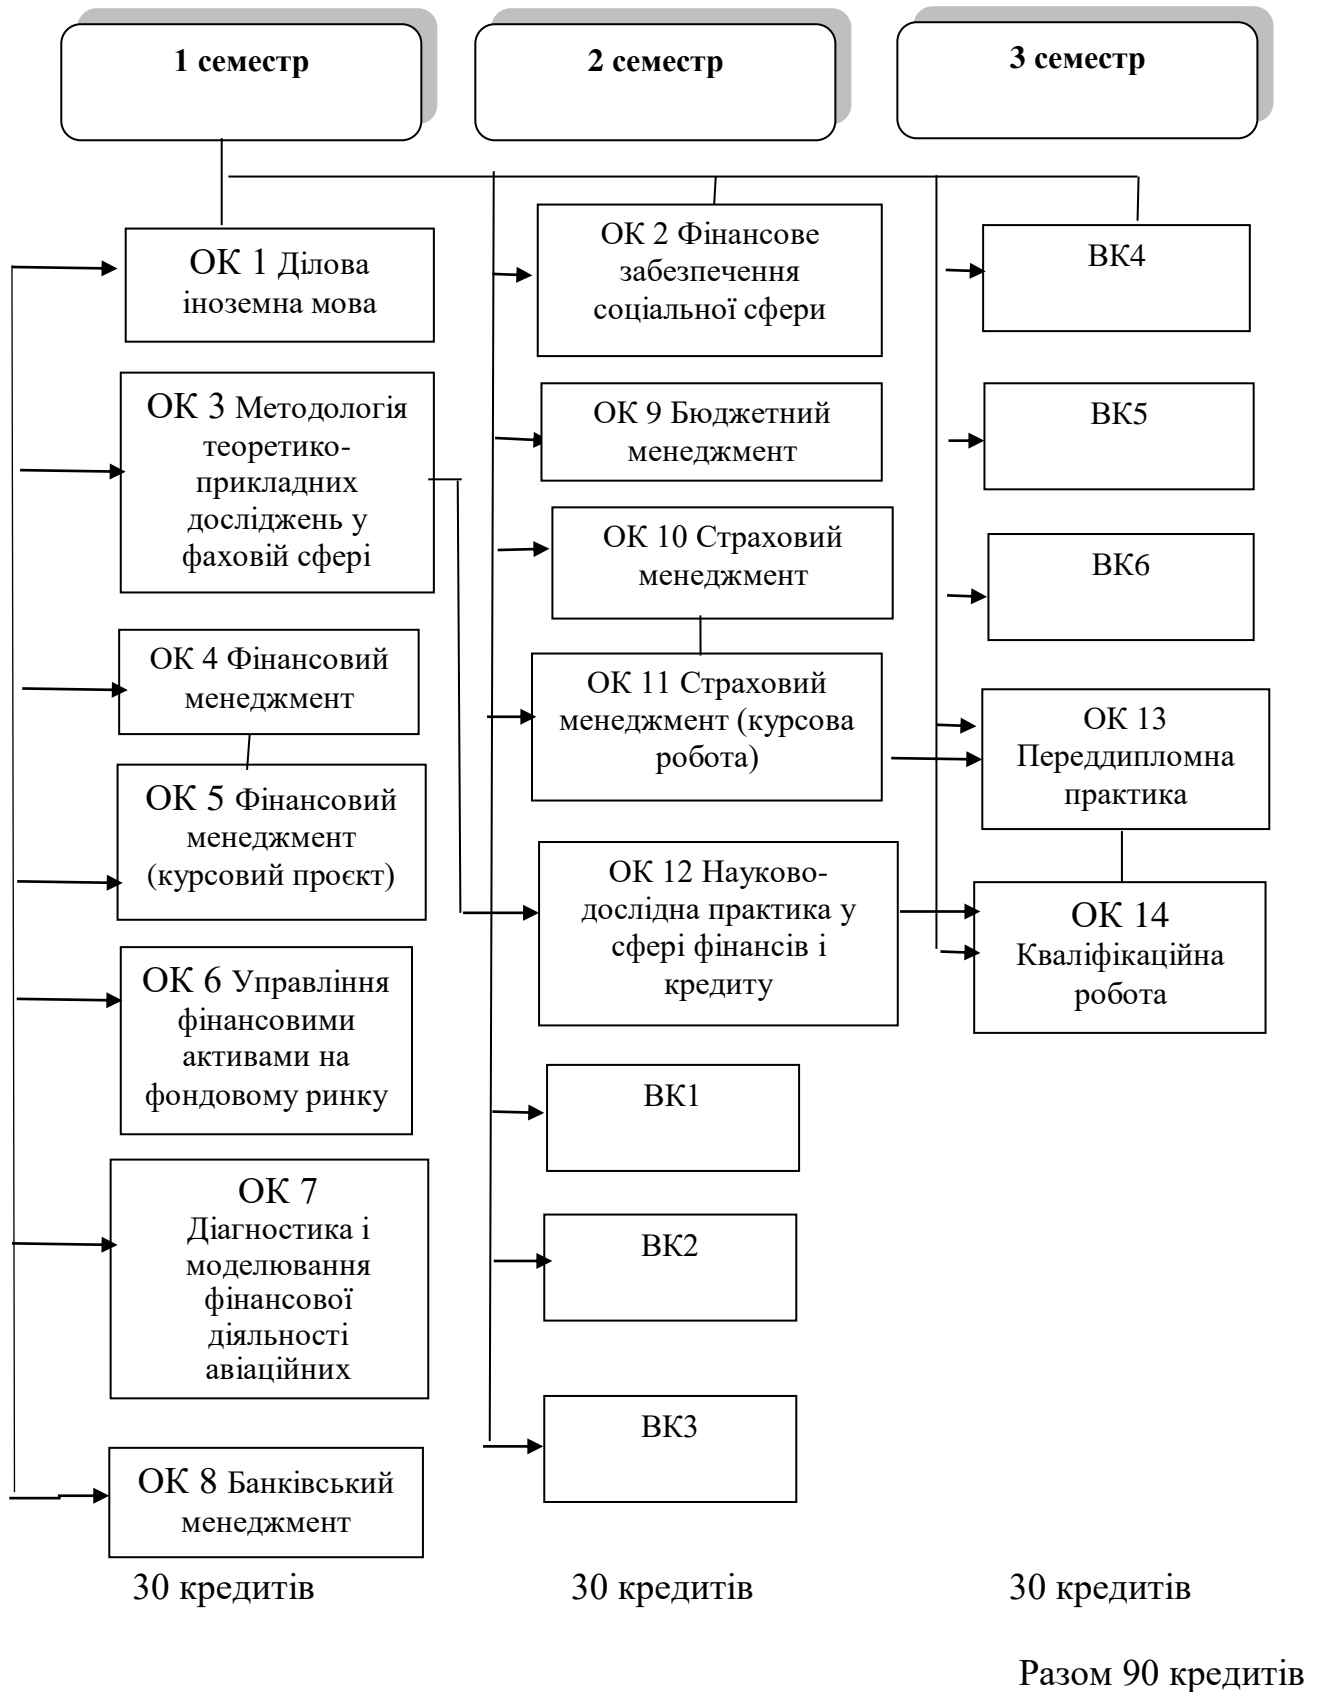 1 семестр
2 семестр
3 семестр
ОК 1 Ділова
іноземна мова
ОК 3 Методологія
теоретико-
прикладних
досліджень у
фаховій сфері
ОК 4 Фінансовий
менеджмент
ОК 5 Фінансовий
менеджмент
(курсовий проєкт)
ОК 6 Управління
фінансовими
активами на
фондовому ринку
ОК 7
Діагностика і
моделювання
фінансової
діяльності
авіаційних
ОК 8 Банківський
менеджмент
30 кредитів
ОК 2 Фінансове
забезпечення
соціальної сфери
ОК 9 Бюджетний
менеджмент
ОК 10 Страховий
менеджмент
ОК 11 Страховий
менеджмент (курсова
робота)
ОК 12 Науково-
дослідна практика у
сфері фінансів і
кредиту
ВК1
ВК2
ВК3
30 кредитів
ВК4
ВК5
ВК6
ОК 13
Переддипломна
практика
ОК 14
Кваліфікаційна
робота
30 кредитів
Разом 90 кредитів